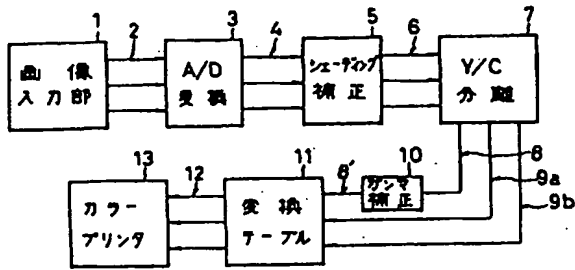 1
2
3
4
5
6
7
画像
入力部
A/D
変換
シェーディング
補正
Y/C
分離
13
12
11
8'
10
8
9a
9b
カラー
プリンタ
変換
テーブル
ガンマ
補正